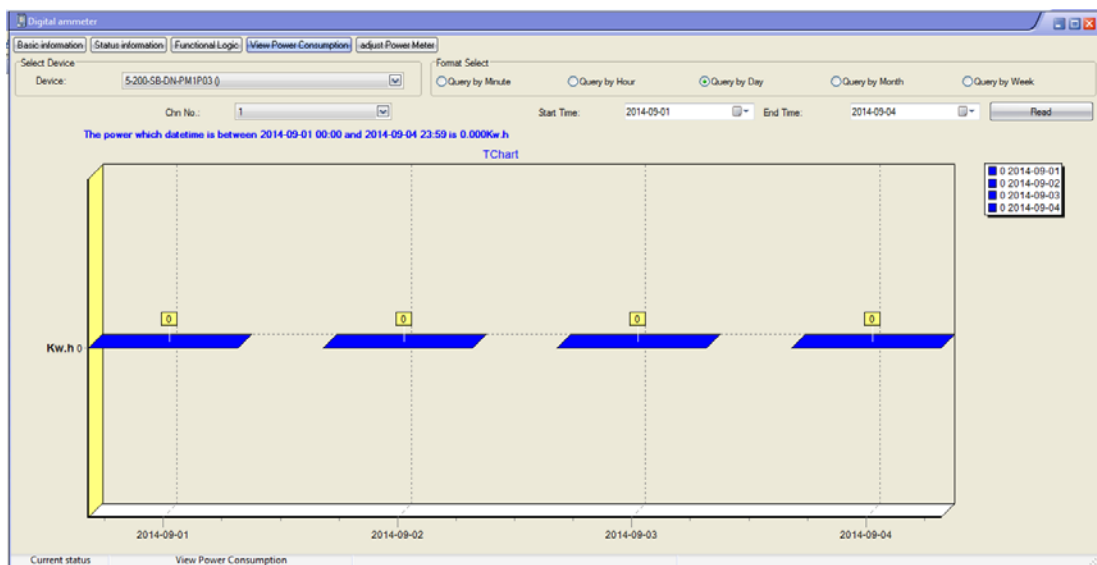 Digital ammeter
Basic information Status information Functional Logic View Power Consumption adjust Power Meter
Select Device Format Select
Device: 5-200-SB-DN-PM1P03 () Query by Minute Query by Hour Query by Day Query by Month Query by Week
Chn No.: 1 Start Time: 2014-09-01 End Time: 2014-09-04 Read
The power which datetime is between 2014-09-01 00:00 and 2014-09-04 23:59 is 0.000Kw.h
TChart
0 2014-09-01
0 2014-09-02
0 2014-09-03
0 2014-09-04
0 0 0 0
Kw.h 0
2014-09-01 2014-09-02 2014-09-03 2014-09-04
Current status View Power Consumption